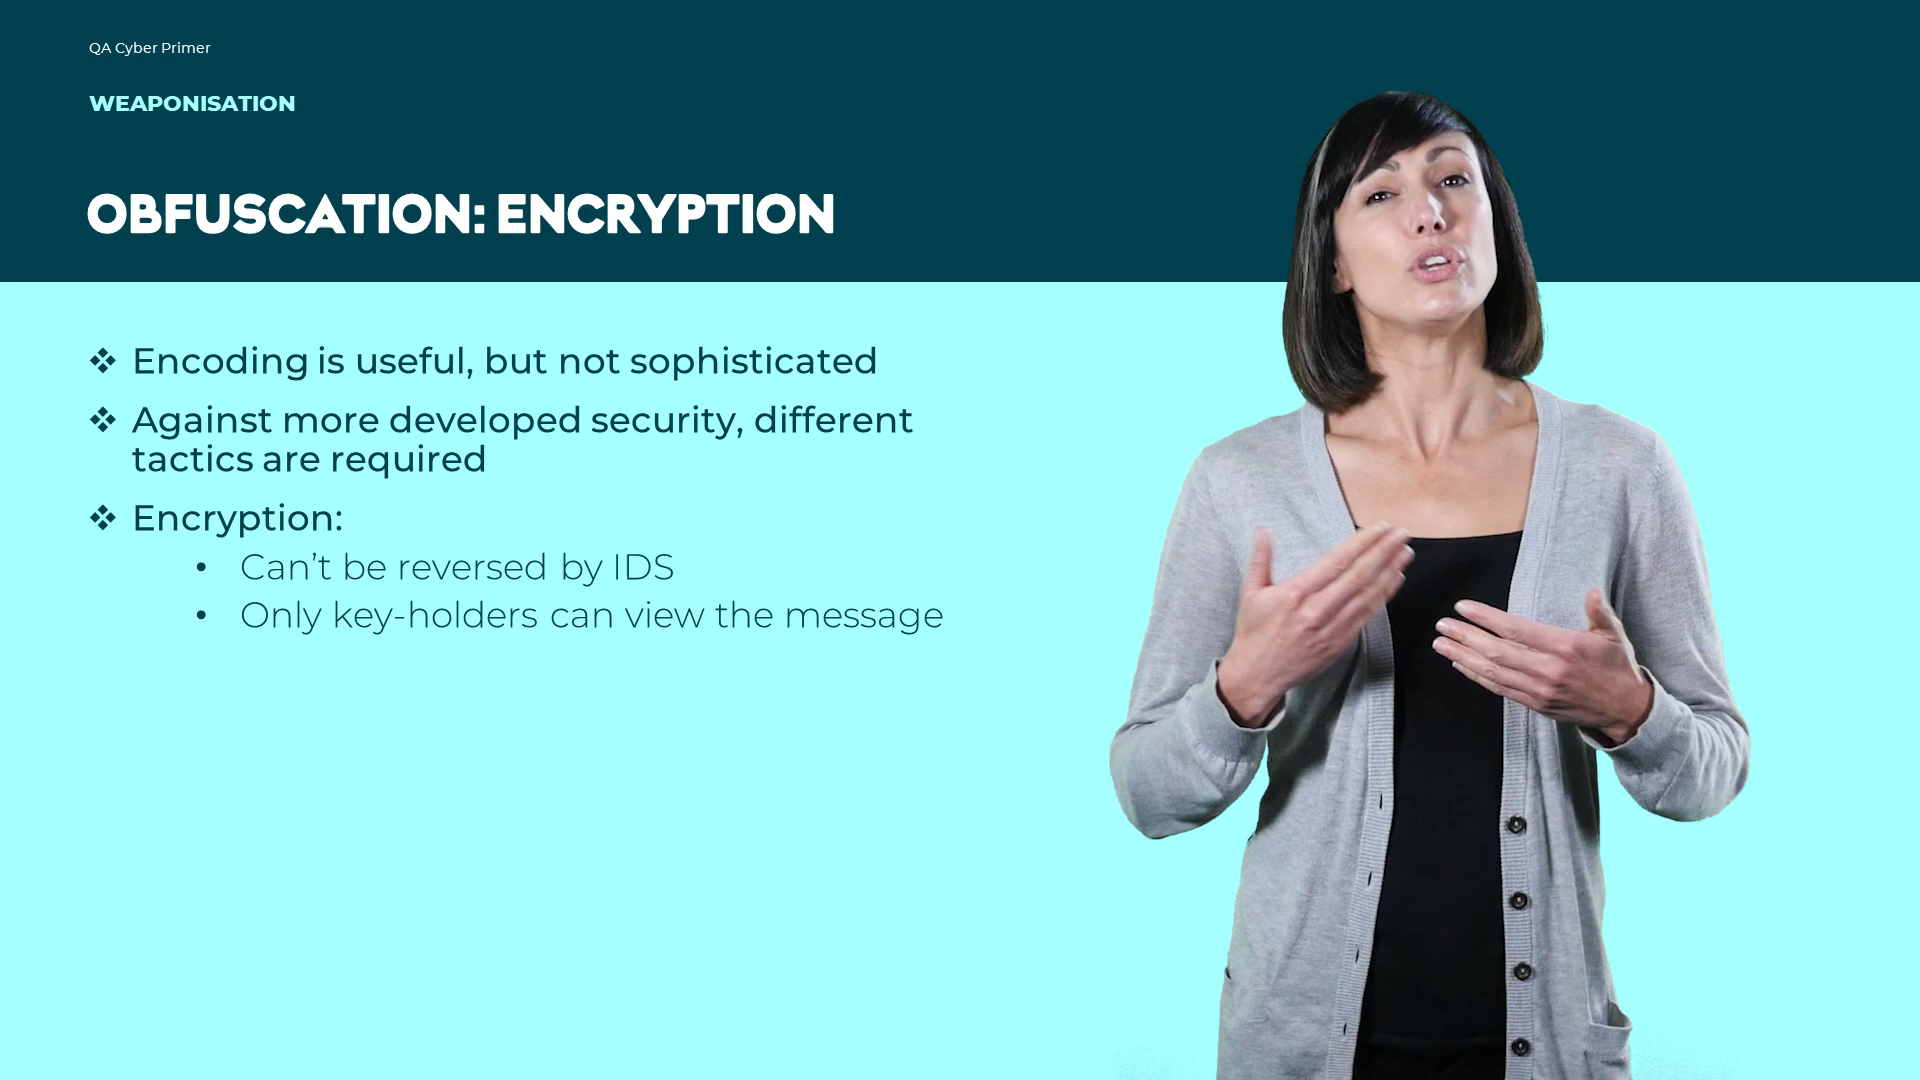 QA Cyber Primer
WEAPONISATION
OBFUSCATION: ENCRYPTION
❖ Encoding is useful, but not sophisticated
❖ Against more developed security, different
tactics are required
❖ Encryption:
• Can’t be reversed by IDS
• Only key-holders can view the message